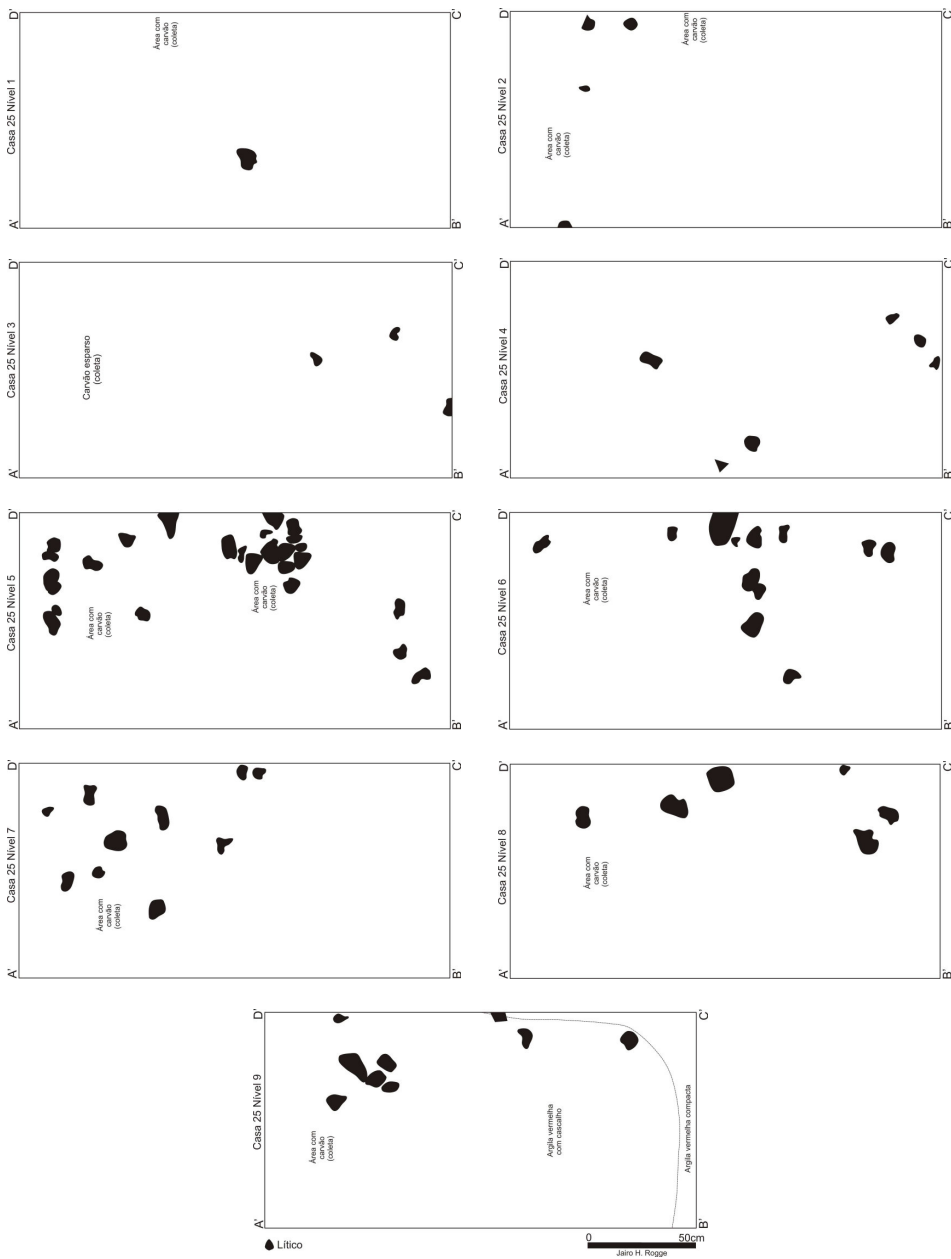 A'
Casa 25 Nível 1
D'
Área com
carvão
(coleta)
B'
C'
A'
Casa 25 Nível 2
D'
Área com
carvão
(coleta)
Área com
carvão
(coleta)
B'
C'
A'
Casa 25 Nível 3
D'
Carvão esparso
(coleta)
B'
C'
A'
Casa 25 Nível 4
D'
B'
C'
A'
Casa 25 Nível 5
D'
Área com
carvão
(coleta)
Área com
carvão
(coleta)
B'
C'
A'
Casa 25 Nível 6
D'
Área com
carvão
(coleta)
B'
C'
A'
Casa 25 Nível 7
D'
Área com
carvão
(coleta)
B'
C'
A'
Casa 25 Nível 8
D'
Área com
carvão
(coleta)
B'
C'
A'
Casa 25 Nível 9
D'
Área com
carvão
(coleta)
Argila vermelha
com cascalho
Argila vermelha compacta
B'
C'
Lítico
0
50cm
Jairo H. Rogge